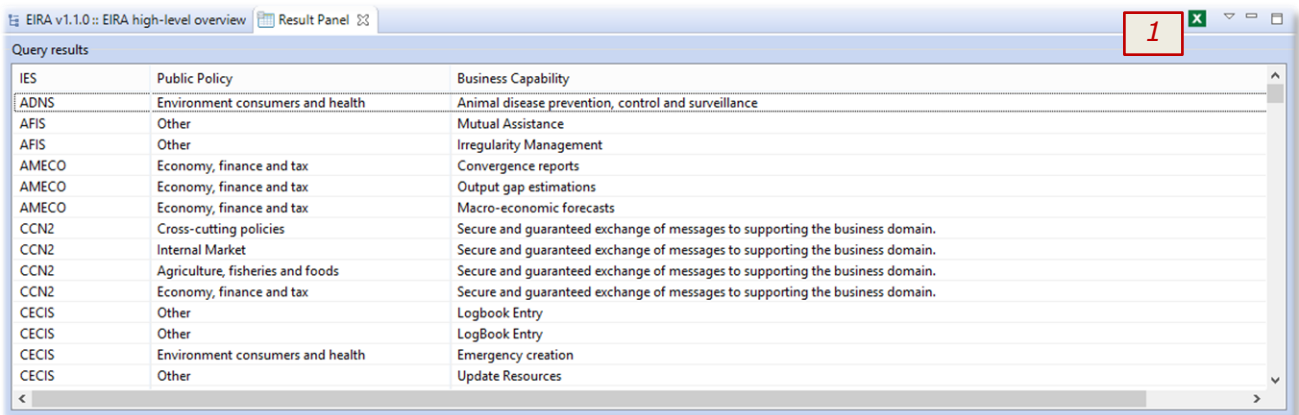 EIRA v1.1.0 :: EIRA high-level overview Result Panel
1
Query results
IES Public Policy Business Capability
ADNS Environment consumers and health Animal disease prevention, control and surveillance
AFIS Other Mutual Assistance
AFIS Other Irregularity Management
AMECO Economy, finance and tax Convergence reports
AMECO Economy, finance and tax Output gap estimations
AMECO Economy, finance and tax Macro-economic forecasts
CCN2 Cross-cutting policies Secure and guaranteed exchange of messages to supporting the business domain.
CCN2 Internal Market Secure and guaranteed exchange of messages to supporting the business domain.
CCN2 Agriculture, fisheries and foods Secure and guaranteed exchange of messages to supporting the business domain.
CCN2 Economy, finance and tax Secure and guaranteed exchange of messages to supporting the business domain.
CECIS Other Logbook Entry
CECIS Other LogBook Entry
CECIS Environment consumers and health Emergency creation
CECIS Other Update Resources